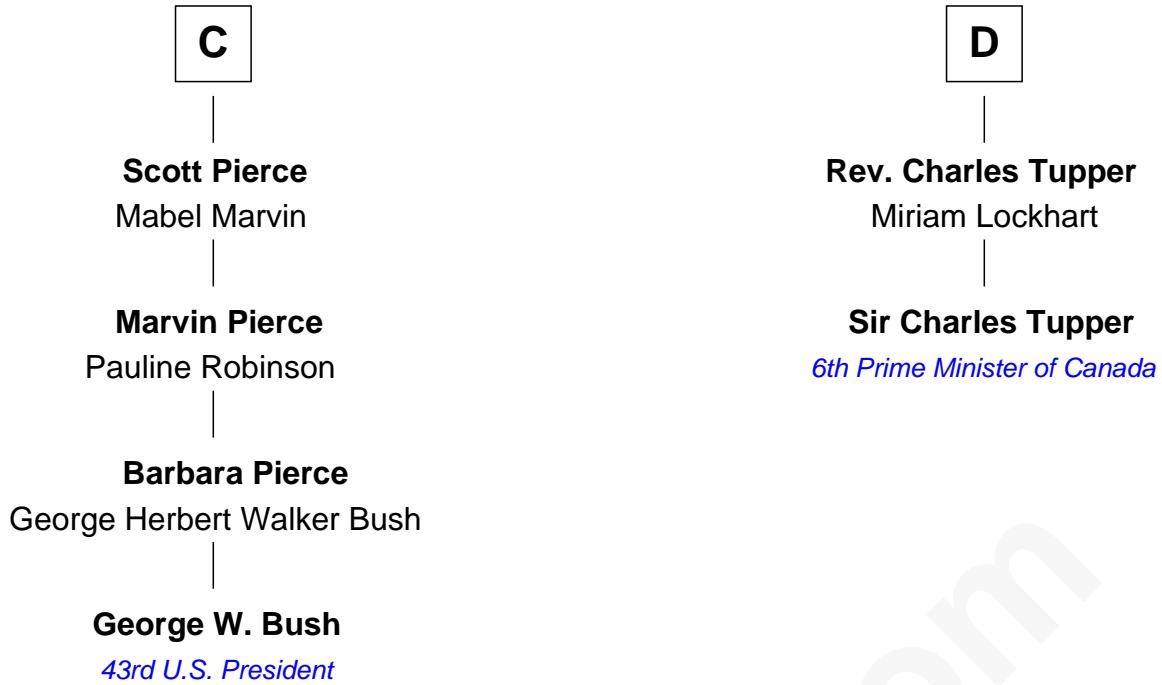 C
Scott Pierce
Mabel Marvin
Marvin Pierce
Pauline Robinson
Barbara Pierce
George Herbert Walker Bush
George W. Bush
43rd U.S. President
D
Rev. Charles Tupper
Miriam Lockhart
Sir Charles Tupper
6th Prime Minister of Canada
om